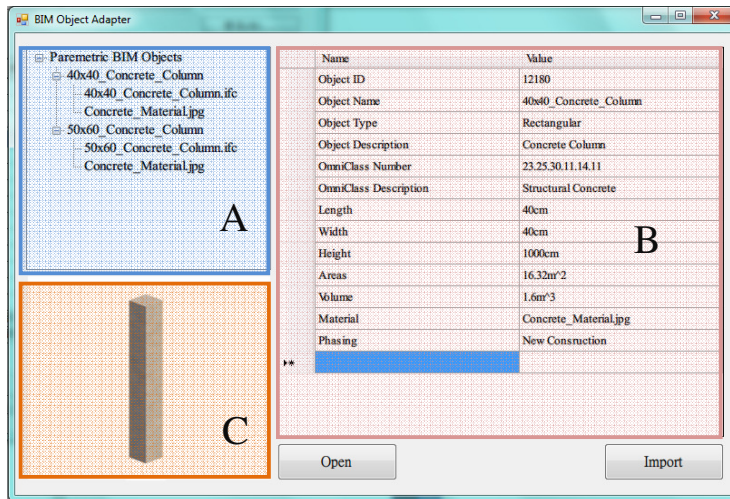 BIM Object Adapter
Paremetric BIM Objects
40x40_Concrete_Column
40x40_Concrete_Column.ifc
Concrete_Material.jpg
50x60_Concrete_Column
50x60_Concrete_Column.ifc
Concrete_Material.jpg
A
Name Value
Object ID 12180
Object Name 40x40_Concrete_Column
Object Type Rectangular
Object Description Concrete Column
OmniClass Number 23.25.30.11.14.11
OmniClass Description Structural Concrete
Length 40cm
Width 40cm
Height 1000cm
Areas 16.32m^2
Volume 1.6m^3
Material Concrete_Material.jpg
Phasing New Consruction
B
C
Open Import